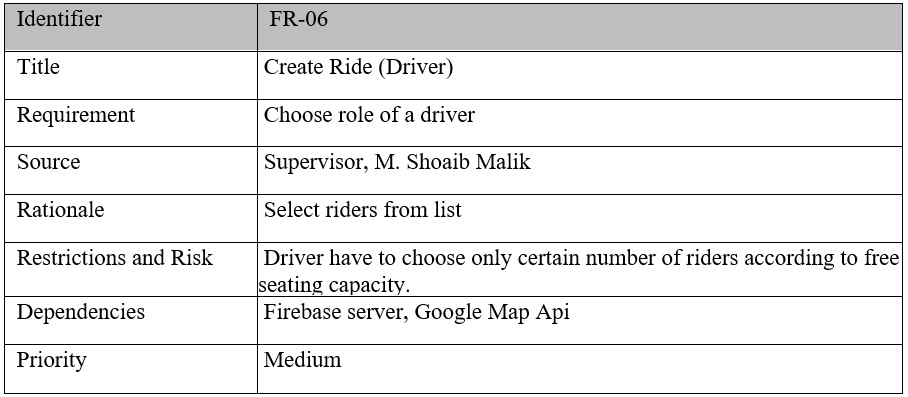 Identifier FR-06
Title Create Ride (Driver)
Requirement Choose role of a driver
Source Supervisor, M. Shoaib Malik
Rationale Select riders from list
Restrictions and Risk Driver have to choose only certain number of riders according to free
seating capacity.
Dependencies Firebase server, Google Map Api
Priority Medium